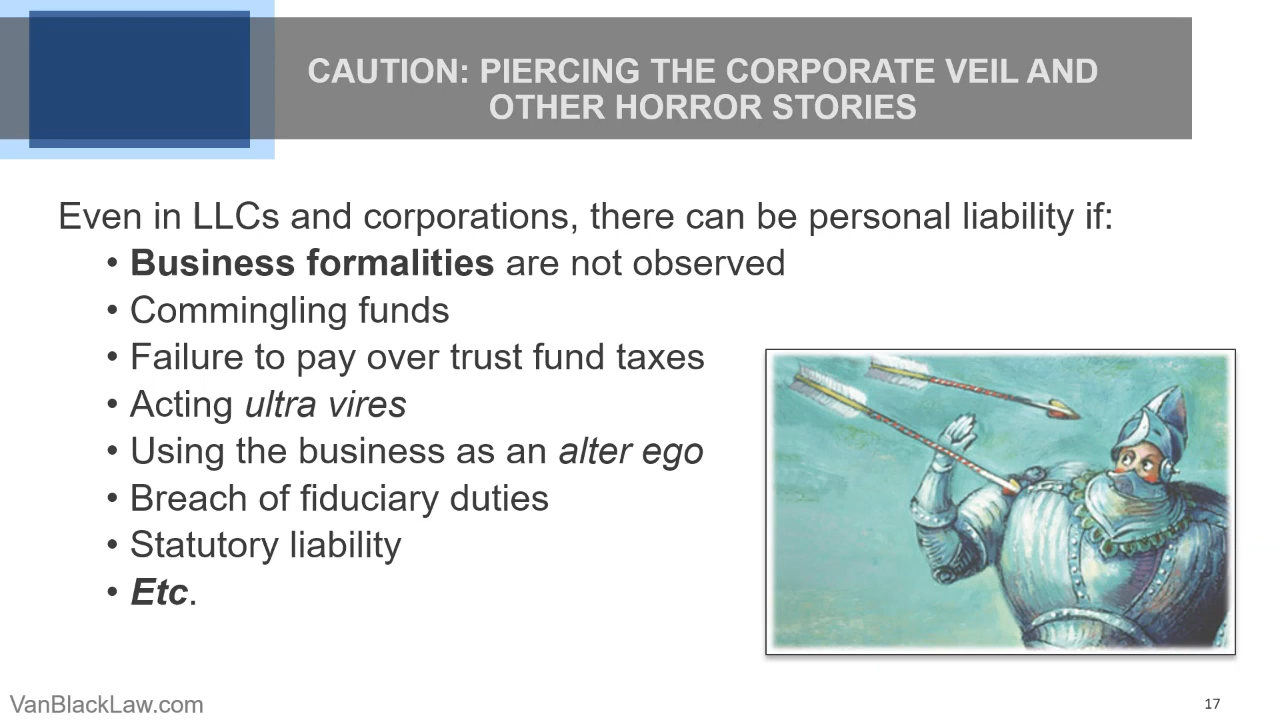 CAUTION: PIERCING THE CORPORATE VEIL AND
OTHER HORROR STORIES
Even in LLCs and corporations, there can be personal liability if:
• Business formalities are not observed
• Commingling funds
• Failure to pay over trust fund taxes
• Acting ultra vires
• Using the business as an alter ego
• Breach of fiduciary duties
• Statutory liability
• Etc.
VanBlackLaw.com
17